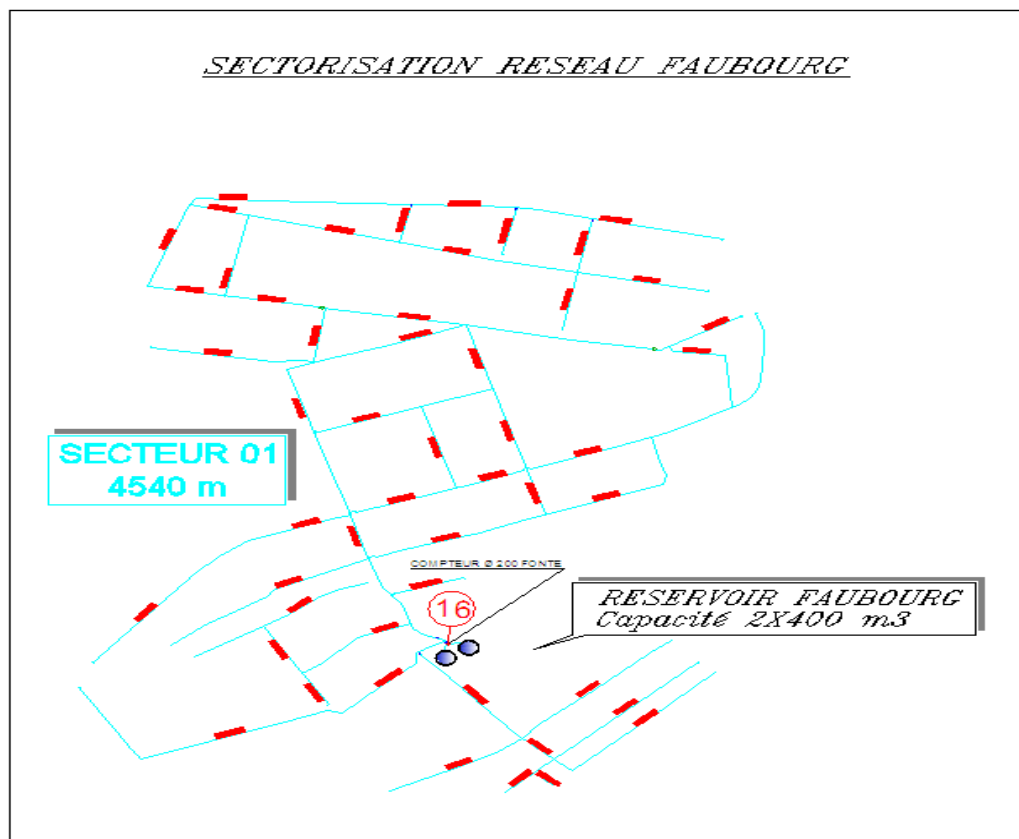 SECTORISATION RESEAU FAUBOURG
SECTEUR 01
4540 m
COMPTEUR Ø 200 FONTE
16
RESERVOIR FAUBOURG
Capacité 2X400 m3